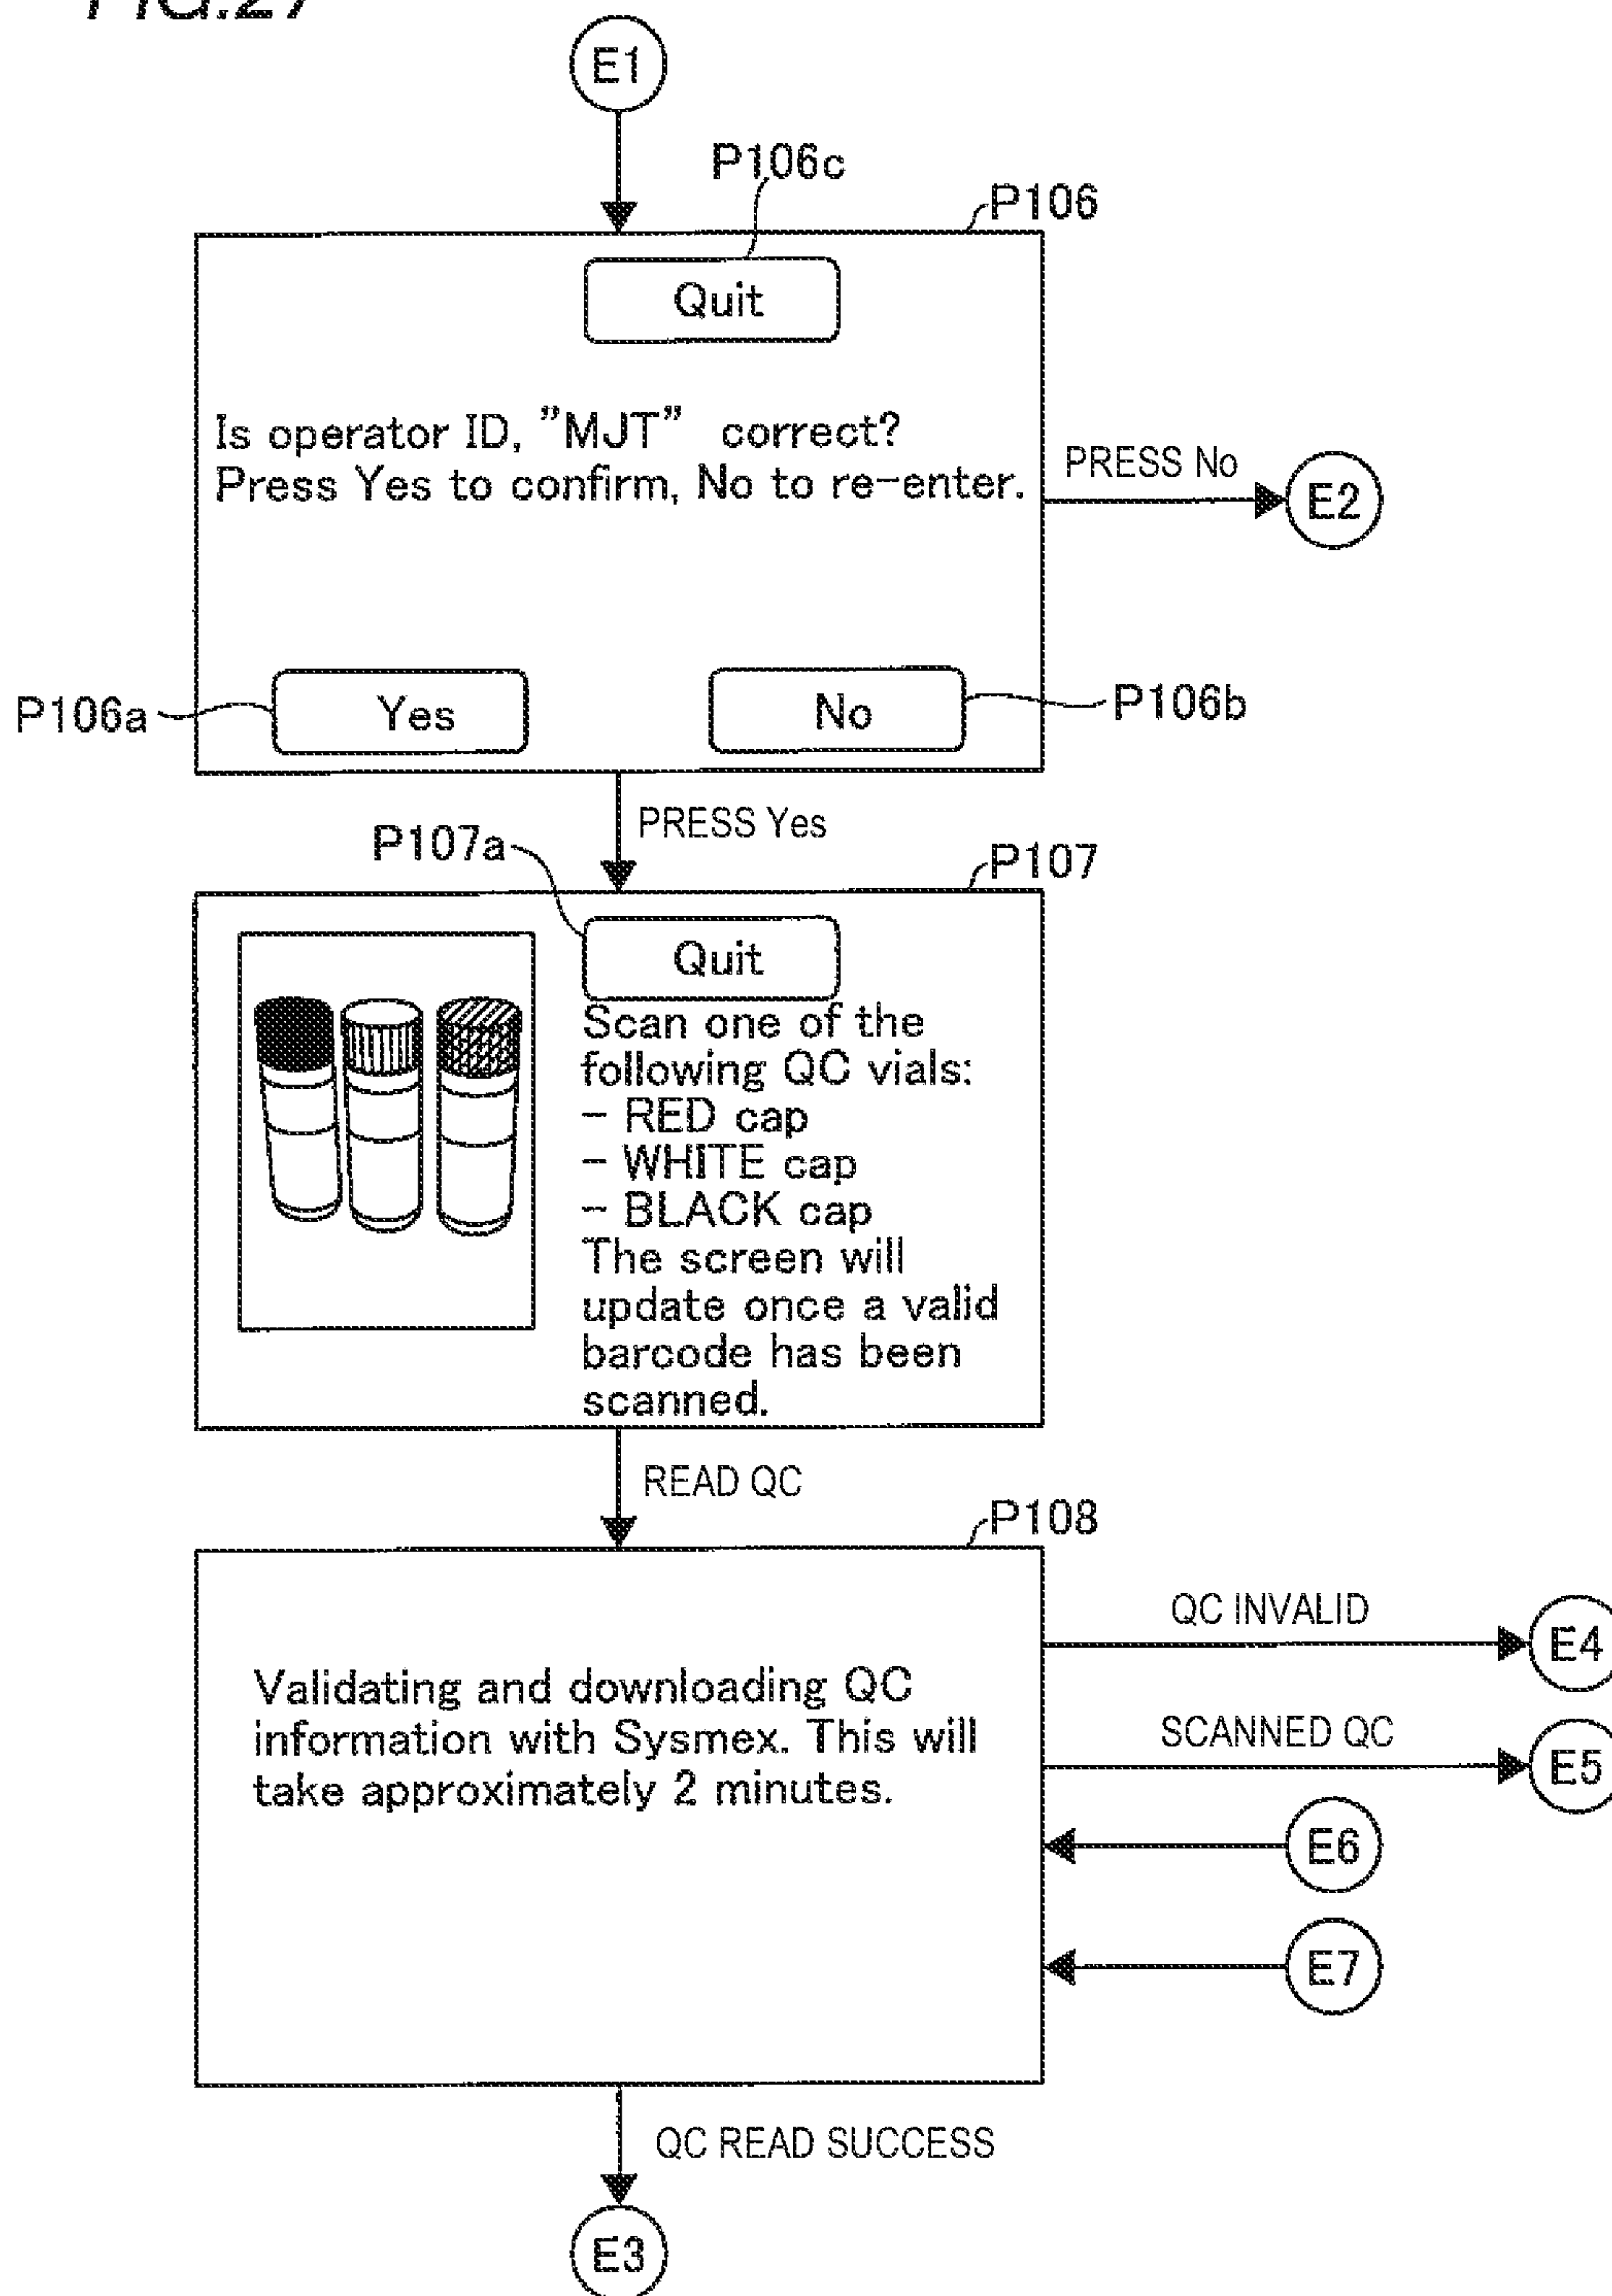 FIG.27
E1
P106c
P106
Quit
Is operator ID, ”MJT” correct?
Press Yes to confirm, No to re-enter.
PRESS No
E2
P106a
Yes
No
P106b
PRESS Yes
P107a
P107
Quit
Scan one of the
following QC vials:
- RED cap
- WHITE cap
- BLACK cap
The screen will
update once a valid
barcode has been
scanned.
READ QC
P108
QC INVALID
E4
Validating and downloading QC
information with Sysmex. This will
take approximately 2 minutes.
SCANNED QC
E5
E6
E7
QC READ SUCCESS
E3